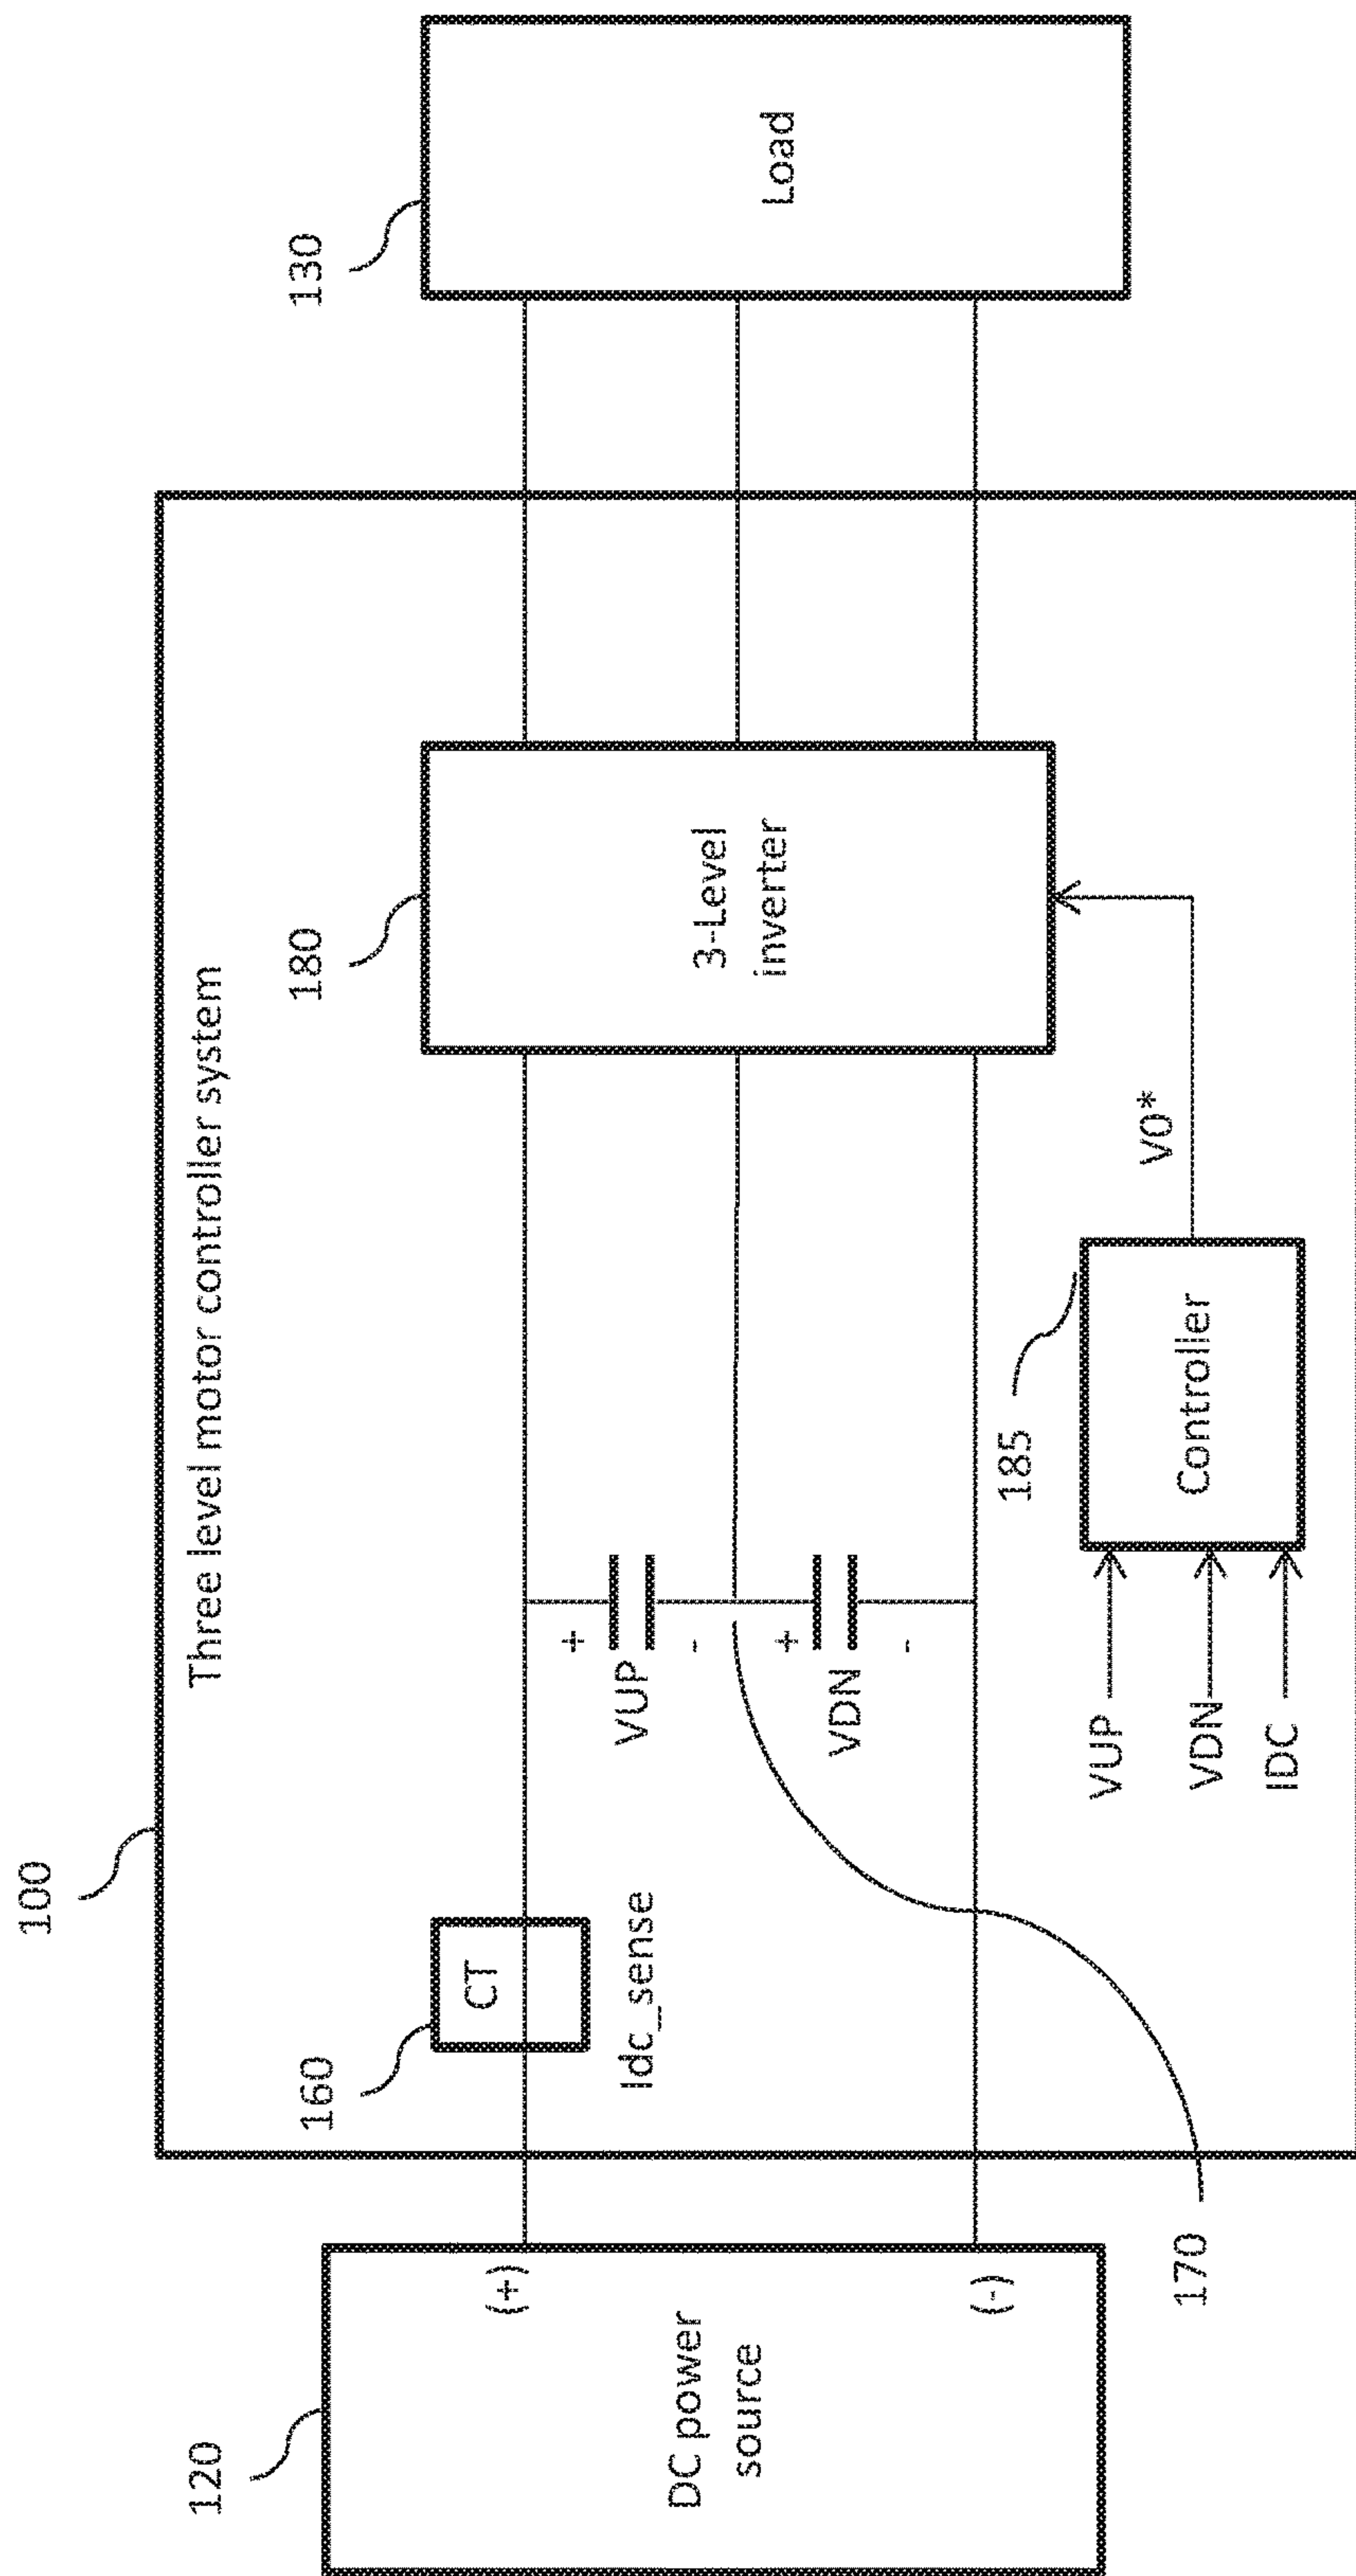 100
Three level motor controller system
120
DC power
source
(+)
(-)
160
CT
Idc_sense
170
+
VUP
-
+
VDN
-
180
3-Level
inverter
130
Load
185
Controller
VUP
VDN
IDC
V0*